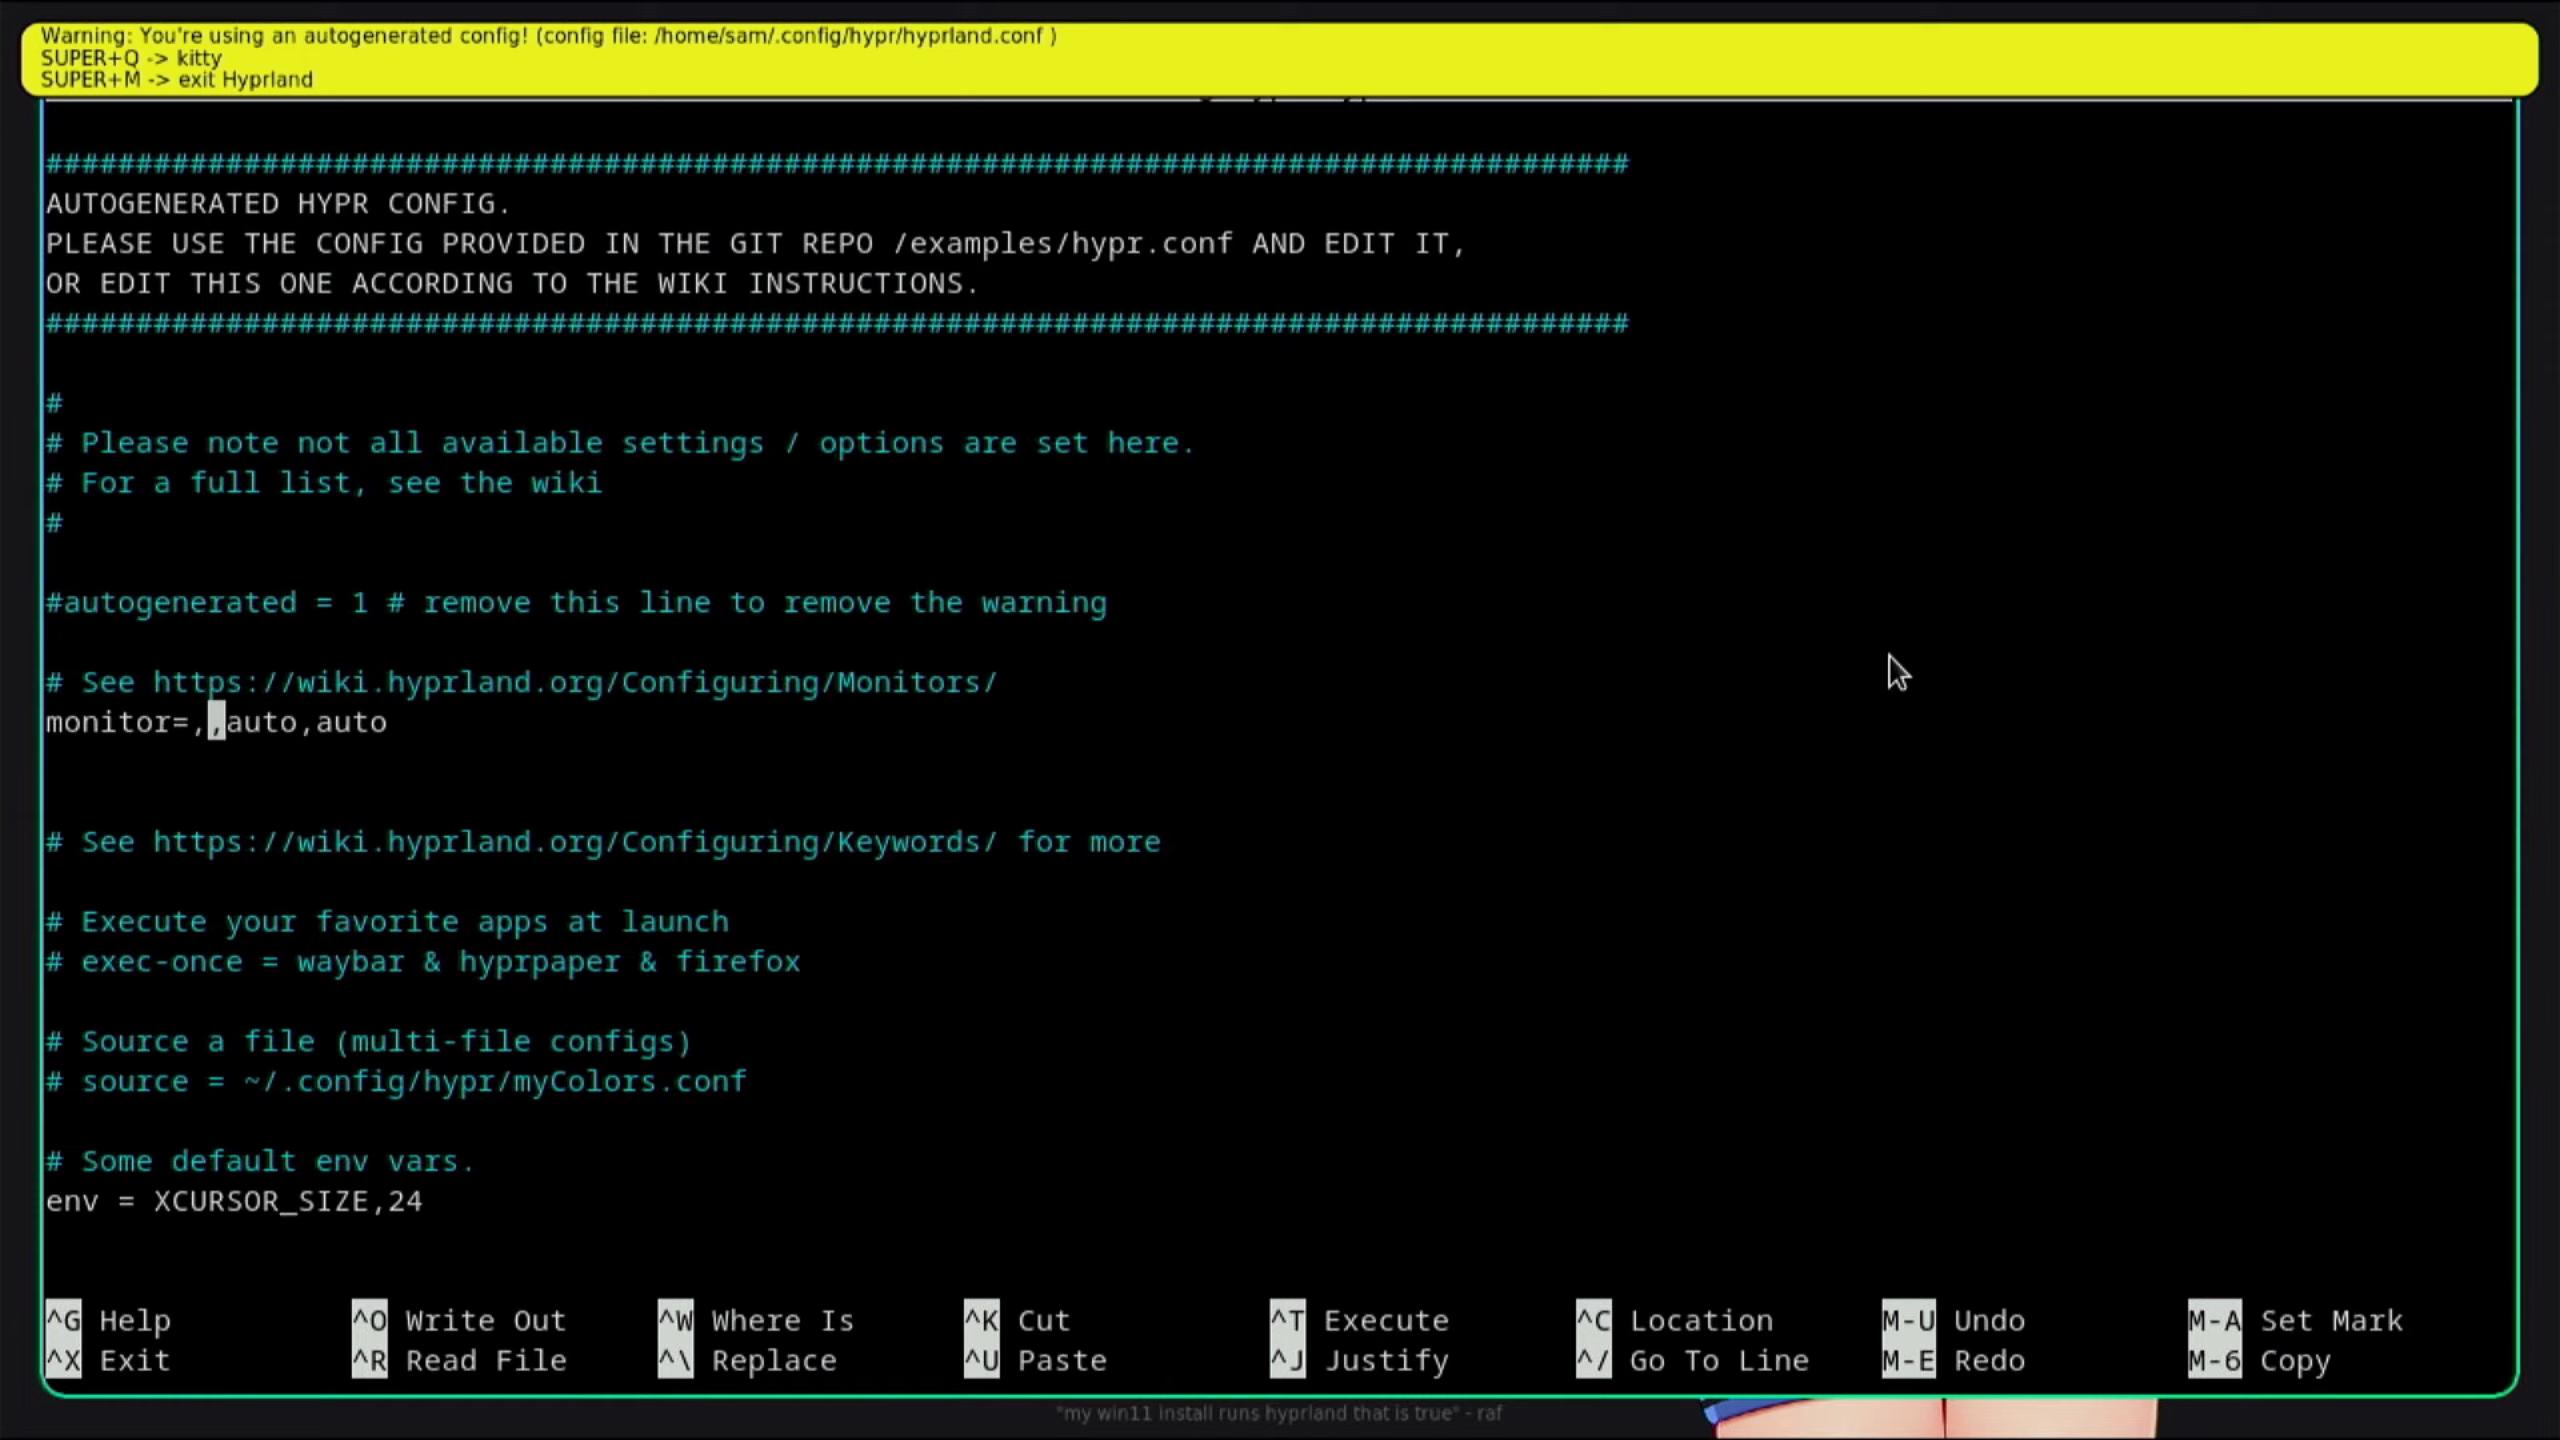 Warning: You're using an autogenerated config! (config file: /home/sam/.config/hypr/hyprland.conf )
SUPER+Q -> kitty
SUPER+M -> exit Hyprland
########################################################################################
AUTOGENERATED HYPR CONFIG.
PLEASE USE THE CONFIG PROVIDED IN THE GIT REPO /examples/hypr.conf AND EDIT IT,
OR EDIT THIS ONE ACCORDING TO THE WIKI INSTRUCTIONS.
########################################################################################
#
# Please note not all available settings / options are set here.
# For a full list, see the wiki
#
#autogenerated = 1 # remove this line to remove the warning
# See https://wiki.hyprland.org/Configuring/Monitors/
monitor=,,auto,auto
# See https://wiki.hyprland.org/Configuring/Keywords/ for more
# Execute your favorite apps at launch
# exec-once = waybar & hyprpaper & firefox
# Source a file (multi-file configs)
# source = ~/.config/hypr/myColors.conf
# Some default env vars.
env = XCURSOR_SIZE,24
^G Help ^O Write Out ^W Where Is ^K Cut ^T Execute ^C Location M-U Undo M-A Set Mark
^X Exit ^R Read File ^\ Replace ^U Paste ^J Justify ^/ Go To Line M-E Redo M-6 Copy
"my win11 install runs hyprland that is true" - raf